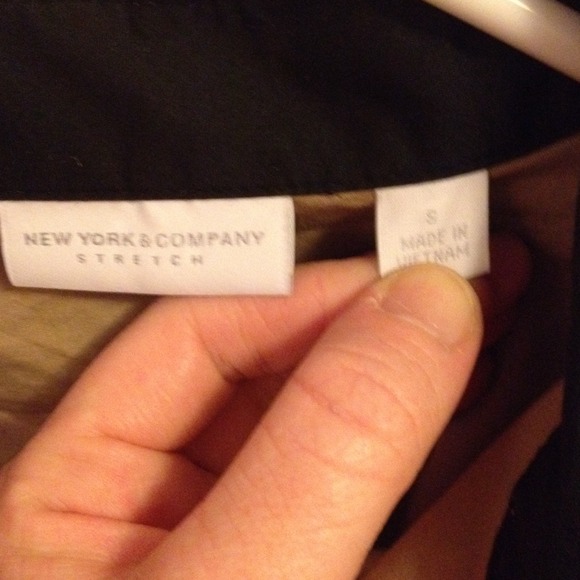 NEW YORK & COMPANY
STRETCH
S
MADE IN
VIETNAM